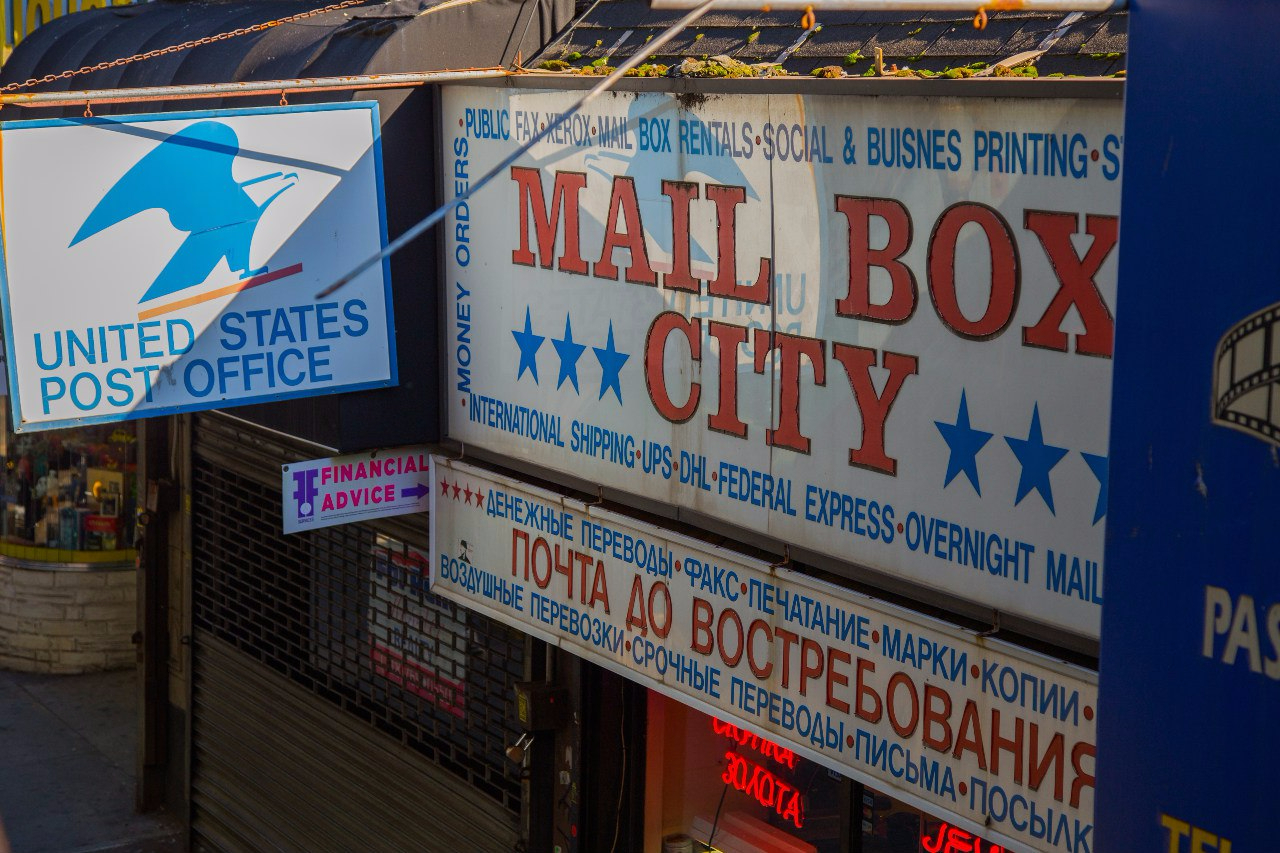 UNITED STATES
POST OFFICE
MONEY ORDERS
•PUBLIC FAX•XEROX•MAIL BOX RENTALS•SOCIAL & BUISNES PRINTING•S
MAIL BOX
CITY
•INTERNATIONAL SHIPPING•UPS•DHL•FEDERAL EXPRESS•OVERNIGHT MAIL
FINANCIAL
ADVICE
ДЕНЕЖНЫЕ ПЕРЕВОДЫ•ФАКС•ПЕЧАТАНИЕ•МАРКИ•КОПИИ•
ПОЧТА ДО ВОСТРЕБОВАНИЯ
ВОЗДУШНЫЕ ПЕРЕВОЗКИ•СРОЧНЫЕ ПЕРЕВОДЫ•ПИСЬМА•ПОСЫЛК
ЗОЛОТА
PAS
TEL